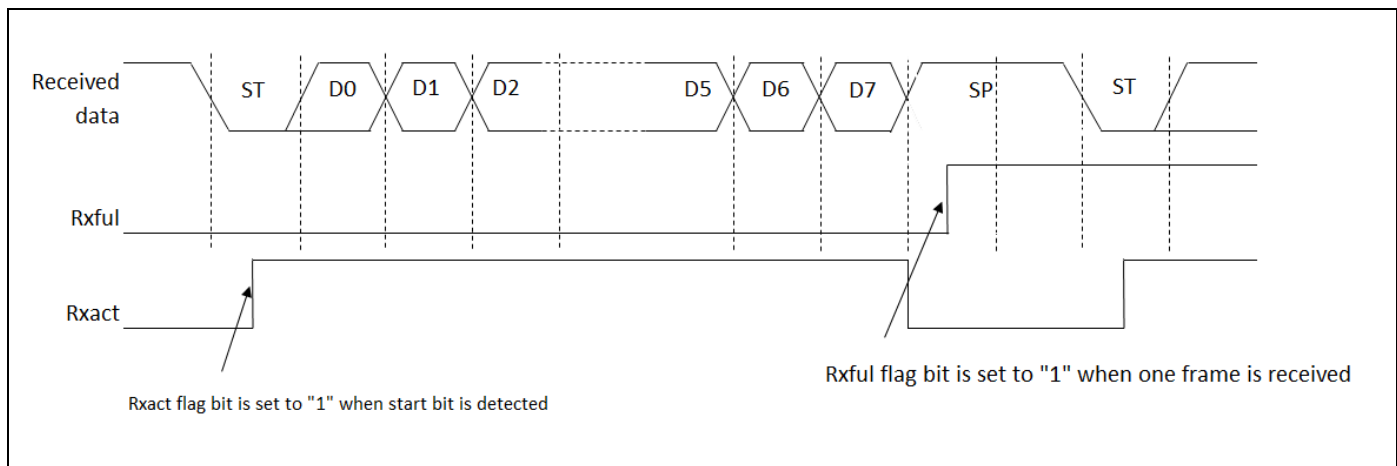 Received data
ST D0 D1 D2 D5 D6 D7 SP ST
Rxful
Rxact
Rxful flag bit is set to "1" when one frame is received
Rxact flag bit is set to "1" when start bit is detected